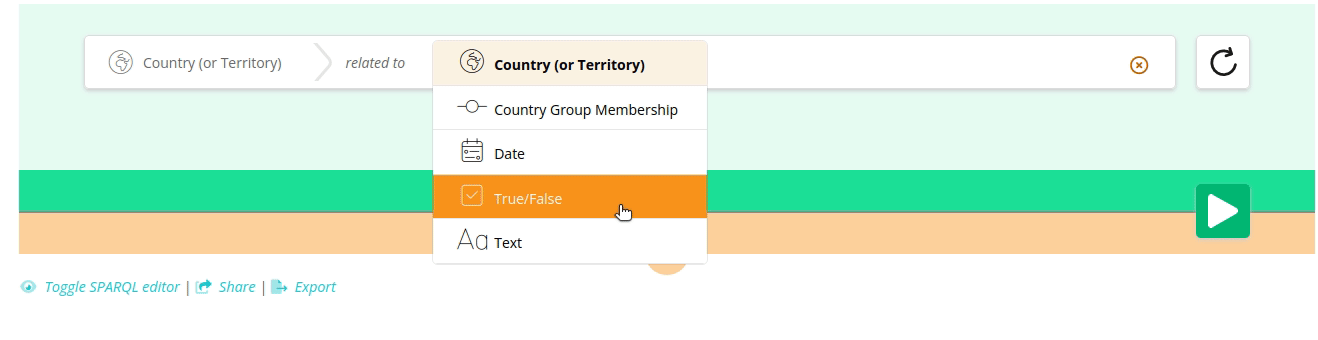 Country (or Territory) related to Country (or Territory)
Country Group Membership
Date
True/False
Aa Text
Toggle SPARQL editor | Share | Export